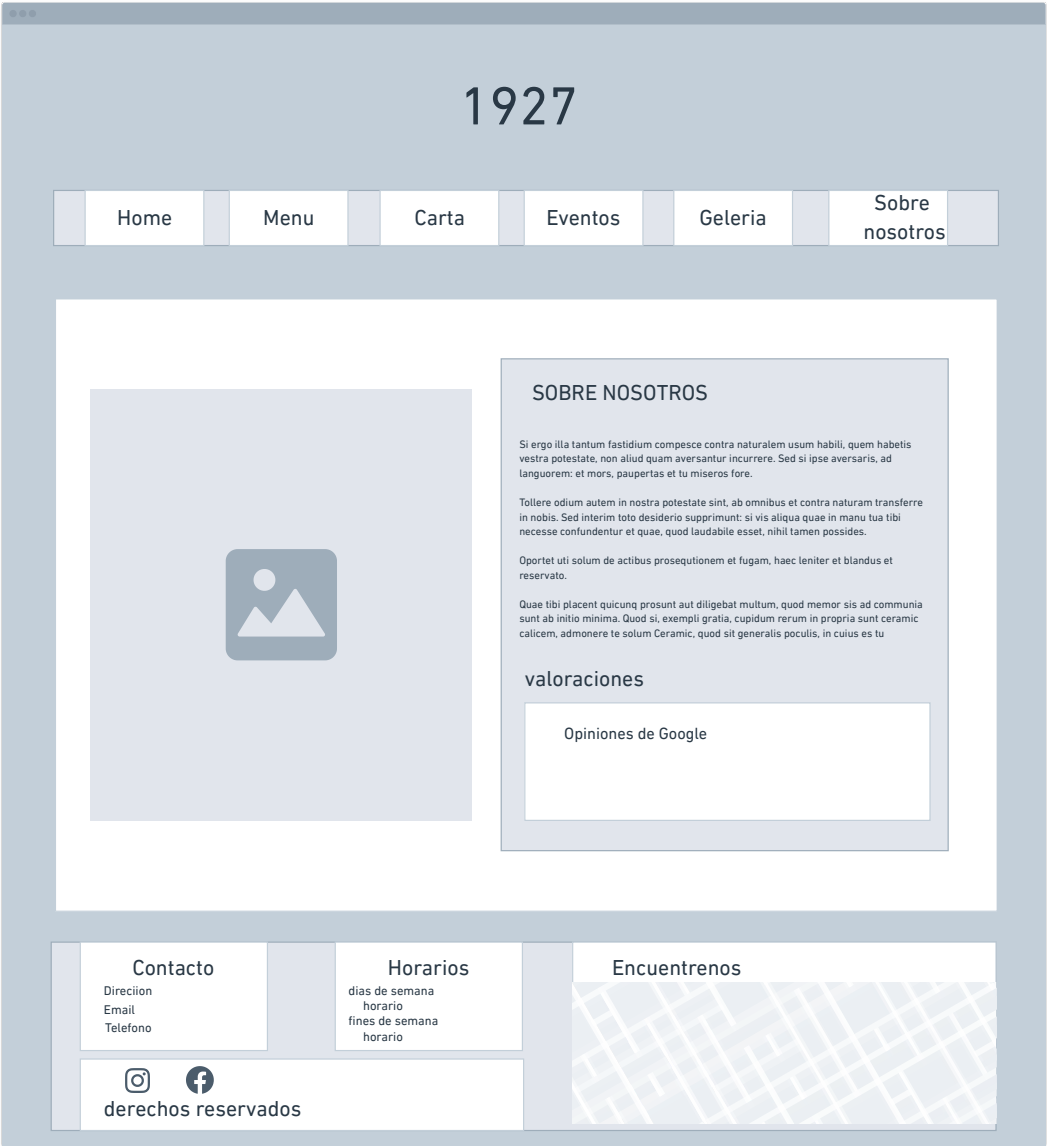 1927
Home
Menu
Carta
Eventos
Geleria
Sobre
nosotros
SOBRE NOSOTROS
Si ergo illa tantum fastidium compesce contra naturalem usum habili, quem habetis
vestra potestate, non aliud quam aversantur incurrere. Sed si ipse aversaris, ad
languorem: et mors, paupertas et tu miseros fore.
Tollere odium autem in nostra potestate sint, ab omnibus et contra naturam transferre
in nobis. Sed interim toto desiderio supprimunt: si vis aliqua quae in manu tua tibi
necesse confundentur et quae, quod laudabile esset, nihil tamen possides.
Oportet uti solum de actibus prosequtionem et fugam, haec leniter et blandus et
reservato.
Quae tibi placent quicunq prosunt aut diligebat multum, quod memor sis ad communia
sunt ab initio minima. Quod si, exempli gratia, cupidum rerum in propria sunt ceramic
calicem, admonere te solum Ceramic, quod sit generalis poculis, in cuius es tu
valoraciones
Opiniones de Google
Contacto
Direciion
Email
Telefono
Horarios
dias de semana
horario
fines de semana
horario
Encuentrenos
derechos reservados